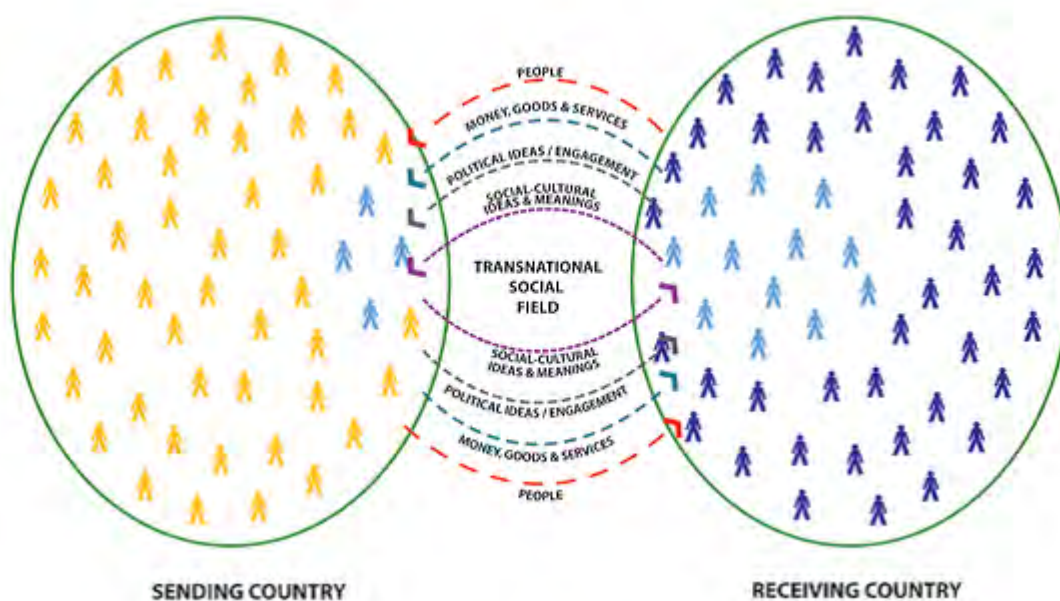 PEOPLE
MONEY, GOODS & SERVICES
POLITICAL IDEAS / ENGAGEMENT
SOCIAL-CULTURAL
IDEAS & MEANINGS
TRANSNATIONAL
SOCIAL
FIELD
SOCIAL-CULTURAL
IDEAS & MEANINGS
POLITICAL IDEAS / ENGAGEMENT
MONEY, GOODS & SERVICES
PEOPLE
SENDING COUNTRY
RECEIVING COUNTRY